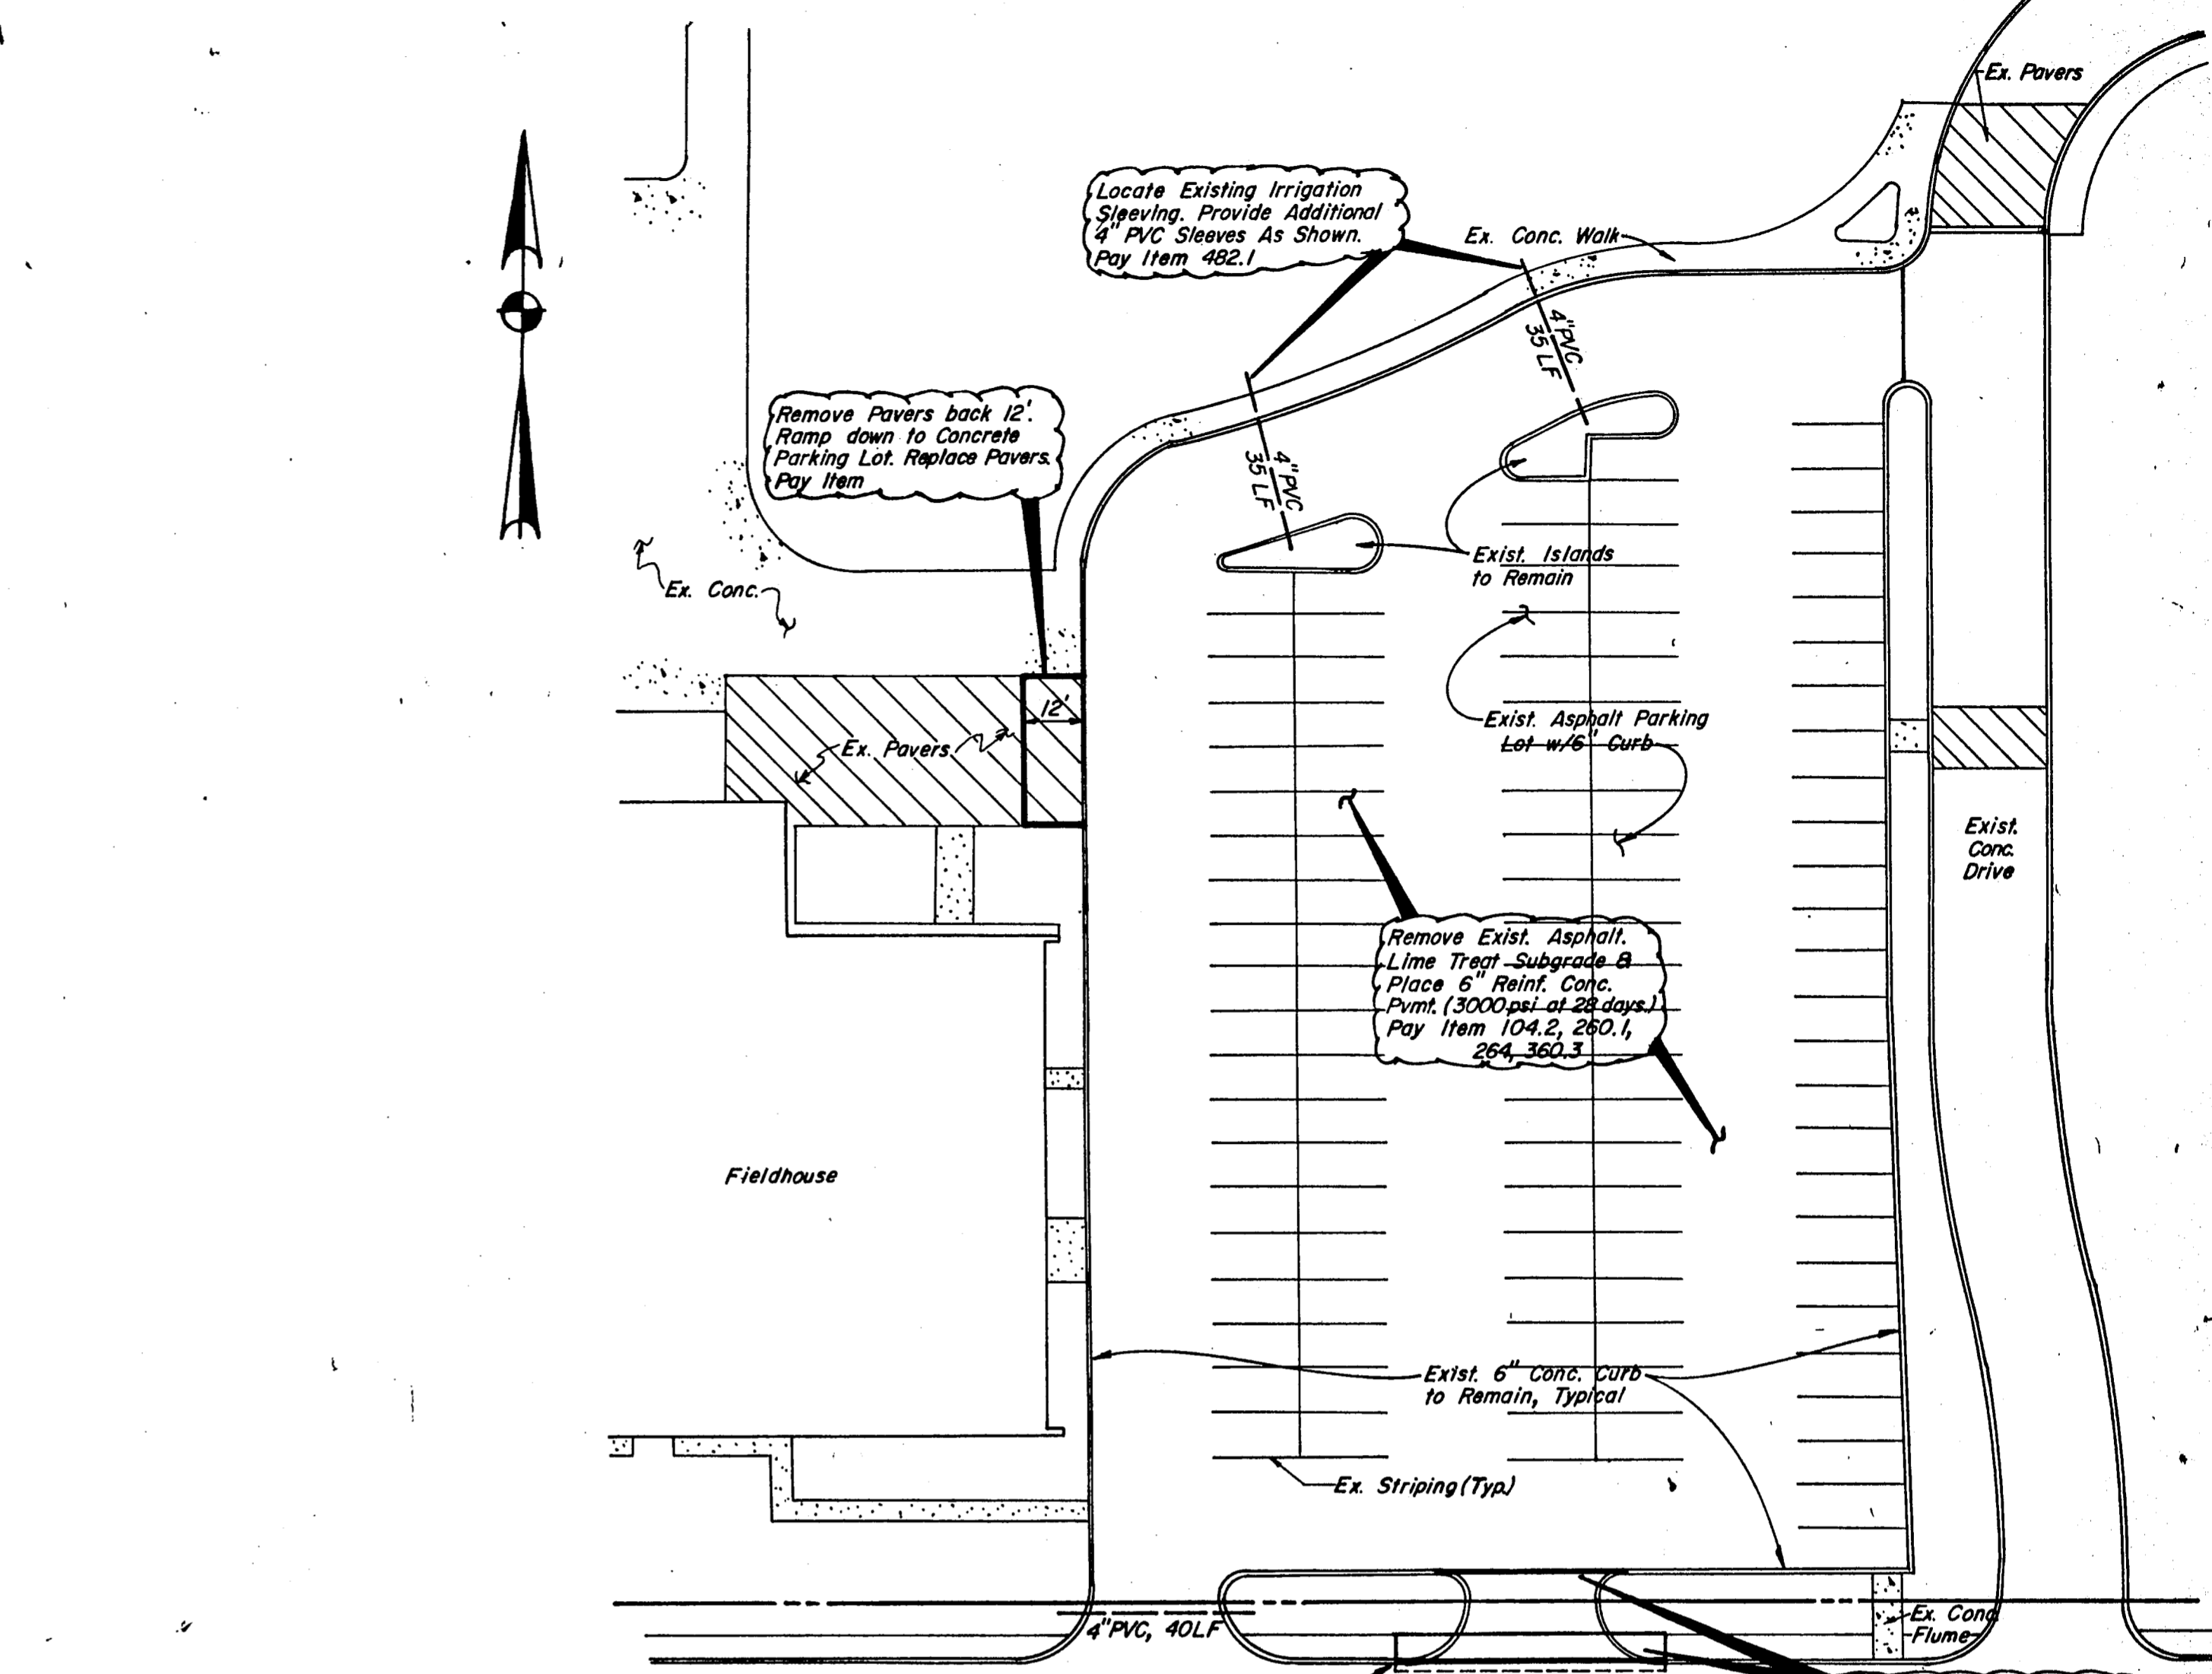 Ex. Pavers
Locate Existing Irrigation
Sleeving. Provide Additional
4" PVC Sleeves As Shown.
Pay Item 482.1
Ex. Conc. Walk
4" PVC
35 LF
4" PVC
35 LF
Remove Pavers back 12'.
Ramp down to Concrete
Parking Lot. Replace Pavers.
Pay Item
Exist. Islands
to Remain
Ex. Conc.
12'
Ex. Pavers
Exist. Asphalt Parking
Lot w/6" Curb
Exist.
Conc.
Drive
Remove Exist. Asphalt.
Lime Treat Subgrade &
Place 6" Reinf. Conc.
Pvmt. (3000 psi at 28 days.)
Pay Item 104.2, 260.1,
264, 360.3
Fieldhouse
Exist. 6" Conc. Curb
to Remain, Typical
Ex. Striping (Typ.)
4" PVC, 40LF
Ex. Conc.
Flume